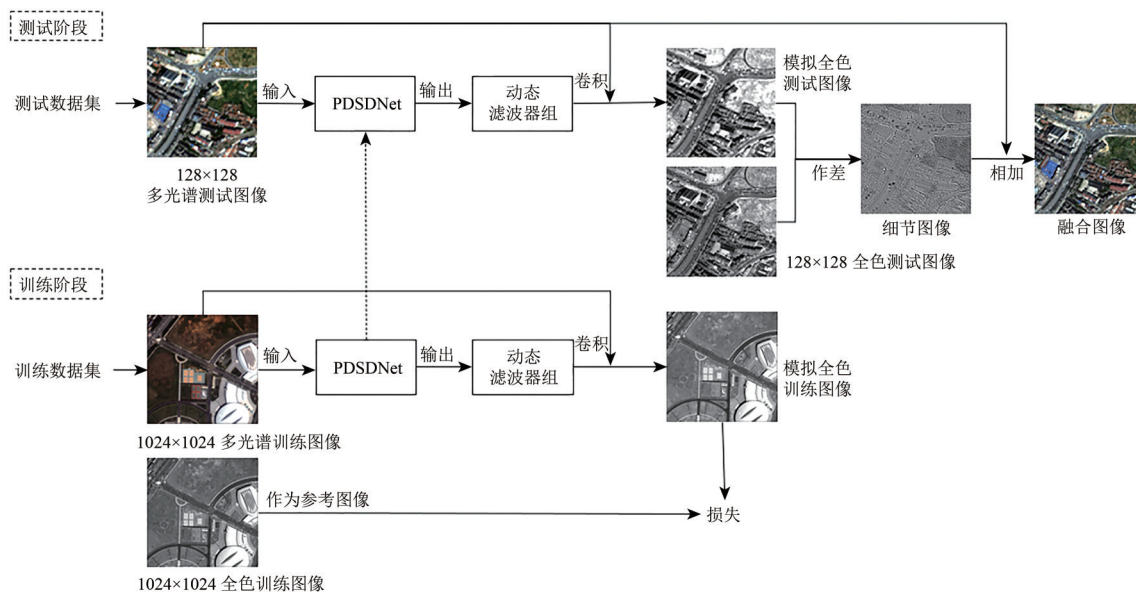 测试阶段
测试数据集
128×128
多光谱测试图像
输入
PDSDNet
输出
动态
滤波器组
卷积
模拟全色
测试图像
作差
128×128 全色测试图像
细节图像
相加
融合图像
训练阶段
训练数据集
1024×1024 多光谱训练图像
输入
PDSDNet
输出
动态
滤波器组
卷积
模拟全色
训练图像
作为参考图像
损失
1024×1024 全色训练图像